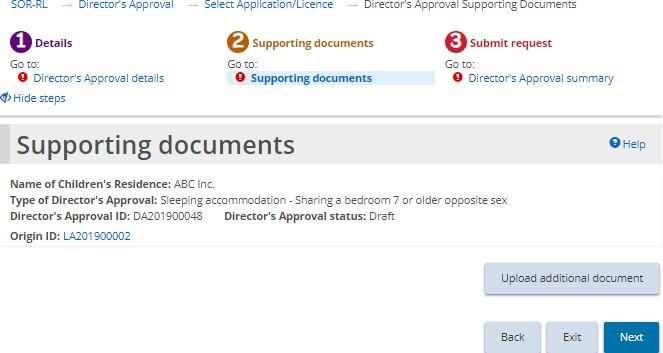 SOR-RL → Director's Approval → Select Application/Licence → Director's Approval Supporting Documents
1 Details 2 Supporting documents 3 Submit request
Go to: Go to: Go to:
Director's Approval details Supporting documents Director's Approval summary
Hide steps
Supporting documents Help
Name of Children's Residence: ABC Inc.
Type of Director's Approval: Sleeping accommodation - Sharing a bedroom 7 or older opposite sex
Director's Approval ID: DA201900048 Director's Approval status: Draft
Origin ID: LA201900002
Upload additional document
Back Exit Next